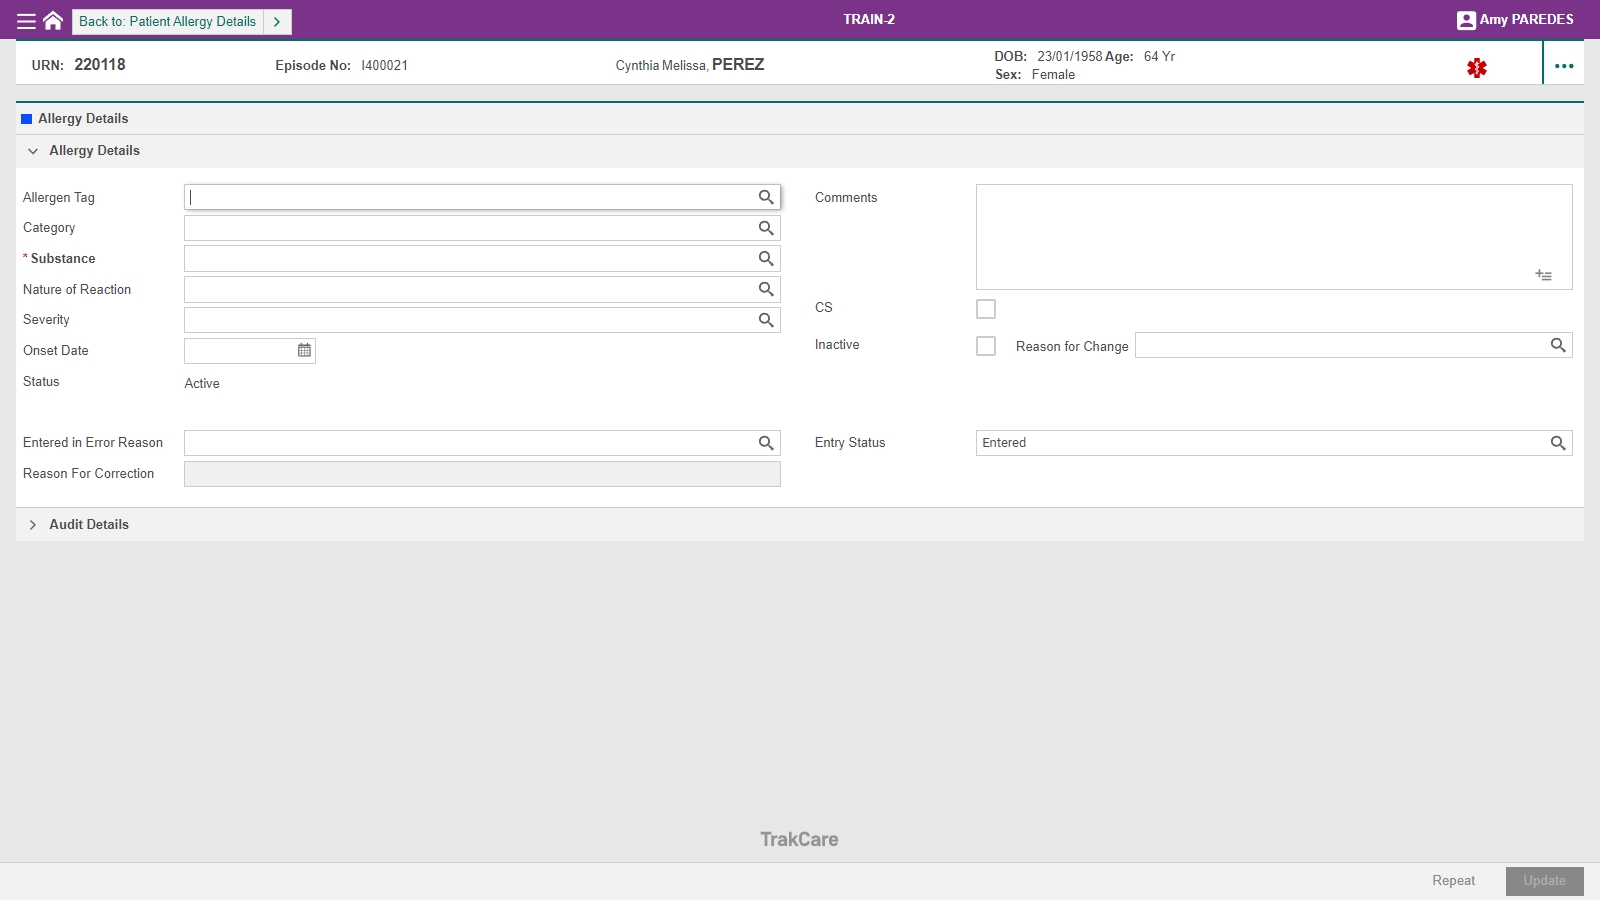 Back to: Patient Allergy Details
TRAIN-2
Amy PAREDES
URN: 220118
Episode No: I400021
Cynthia Melissa, PEREZ
DOB: 23/01/1958 Age: 64 Yr
Sex: Female
Allergy Details
Allergy Details
Allergen Tag
Comments
Category
* Substance
Nature of Reaction
CS
Severity
Inactive
Reason for Change
Onset Date
Status
Active
Entered in Error Reason
Entry Status
Entered
Reason For Correction
Audit Details
TrakCare
Repeat
Update